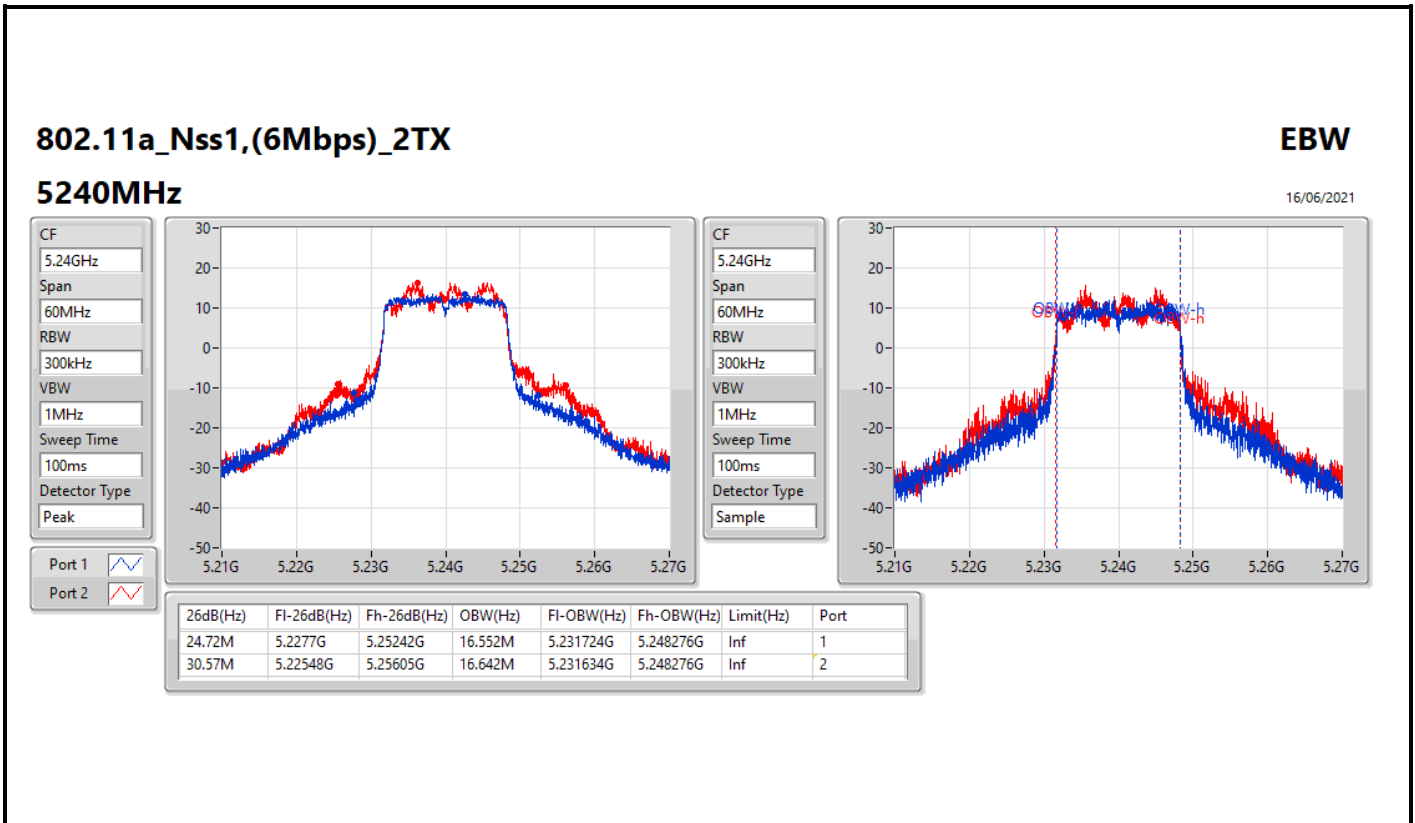 802.11a_Nss1,(6Mbps)_2TX EBW
5240MHz 16/06/2021
CF
5.24GHz
Span
60MHz
RBW
300kHz
VBW
1MHz
Sweep Time
100ms
Detector Type
Peak
Port 1
Port 2
30
20
10
0
-10
-20
-30
-40
-50
5.21G 5.22G 5.23G 5.24G 5.25G 5.26G 5.27G
CF
5.24GHz
Span
60MHz
RBW
300kHz
VBW
1MHz
Sweep Time
100ms
Detector Type
Sample
30
20
10
0
-10
-20
-30
-40
-50
5.21G 5.22G 5.23G 5.24G 5.25G 5.26G 5.27G
26dB(Hz) Fl-26dB(Hz) Fh-26dB(Hz) OBW(Hz) Fl-OBW(Hz) Fh-OBW(Hz) Limit(Hz) Port
24.72M 5.2277G 5.25242G 16.552M 5.231724G 5.248276G Inf 1
30.57M 5.22548G 5.25605G 16.642M 5.231634G 5.248276G Inf 2